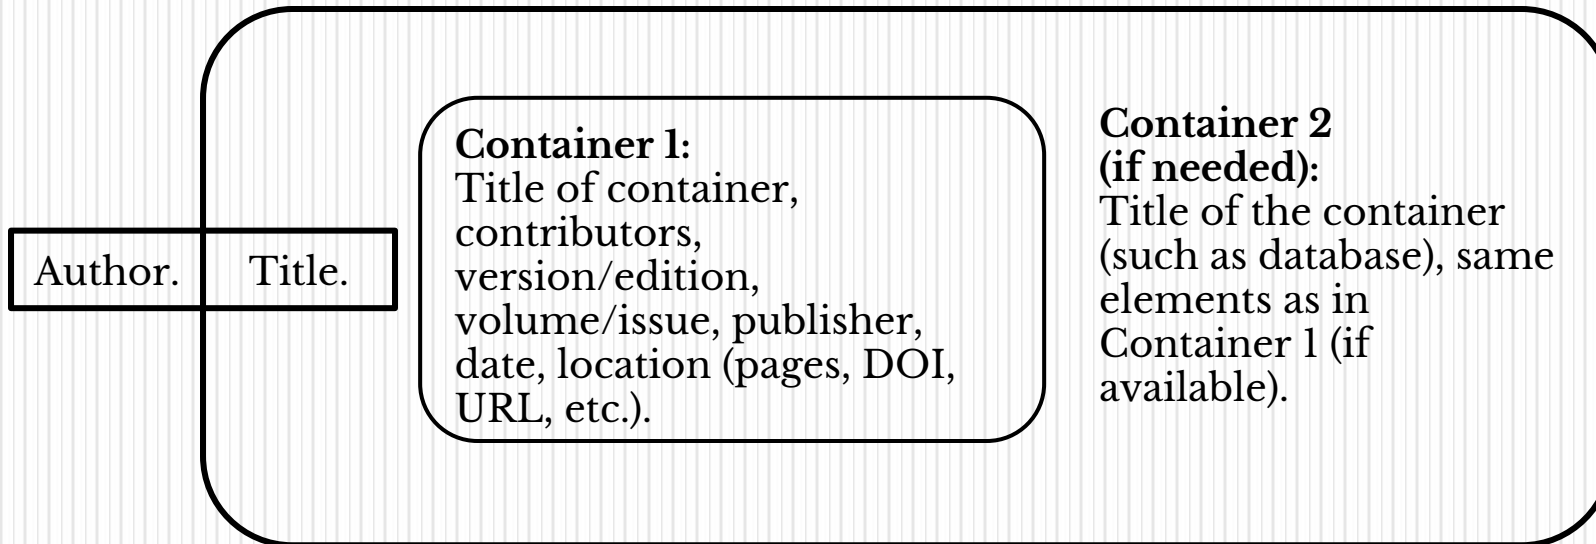 Author.
Title.
Container 1:
Title of container,
contributors,
version/edition,
volume/issue, publisher,
date, location (pages, DOI,
URL, etc.).
Container 2
(if needed):
Title of the container
(such as database), same
elements as in
Container 1 (if
available).